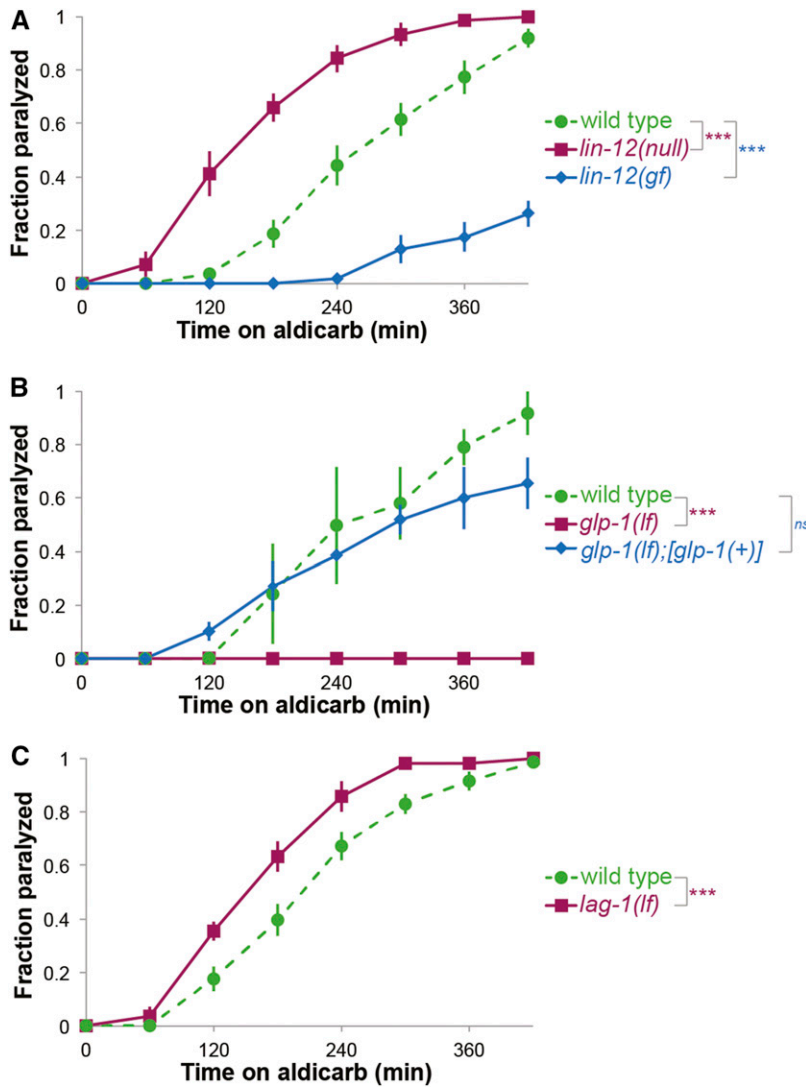 A
Fraction paralyzed
1
0.8
0.6
0.4
0.2
0
0
120
240
360
Time on aldicarb (min)
wild type
lin-12(null)
lin-12(gf)
***
***
B
Fraction paralyzed
1
0.8
0.6
0.4
0.2
0
0
120
240
360
Time on aldicarb (min)
wild type
glp-1(lf)
glp-1(lf);[glp-1(+)]
***
ns
C
Fraction paralyzed
1
0.8
0.6
0.4
0.2
0
0
120
240
360
Time on aldicarb (min)
wild type
lag-1(lf)
***